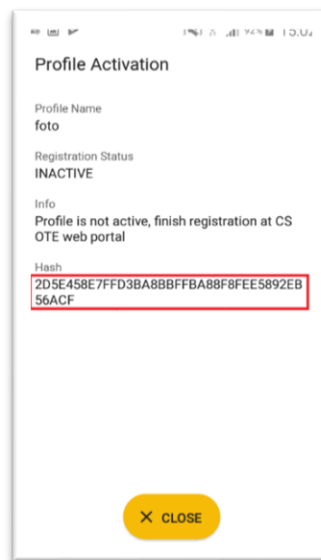 Profile Activation
Profile Name
foto
Registration Status
INACTIVE
Info
Profile is not active, finish registration at CS
OTE web portal
Hash
2D5E458E7FFD3BA8BBFFBA88F8FEE5892EB
56ACF
CLOSE